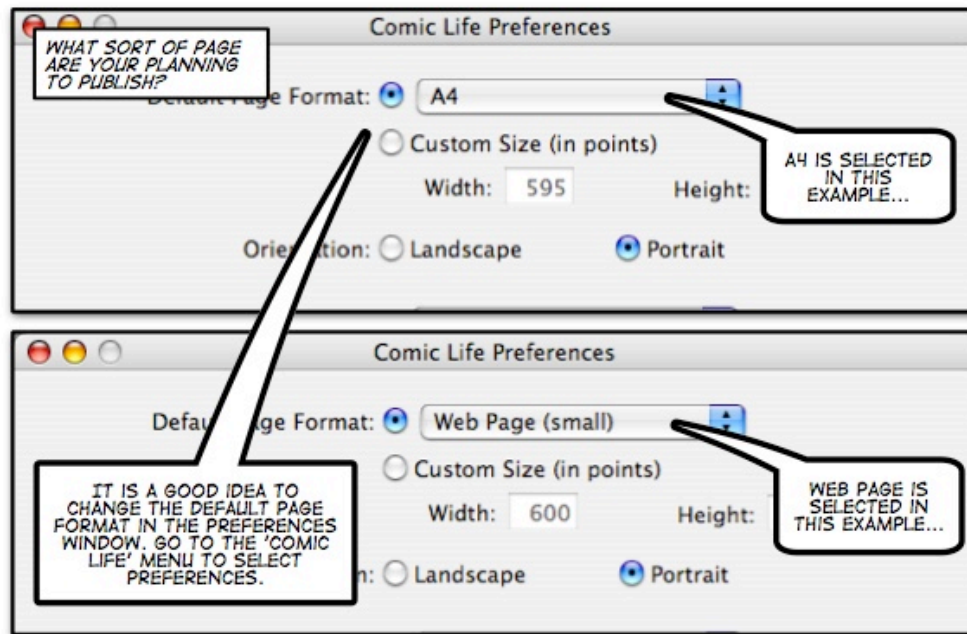 Comic Life Preferences
WHAT SORT OF PAGE
ARE YOUR PLANNING
TO PUBLISH?
Default Page Format: A4
Custom Size (in points)
Width: 595 Height:
A4 IS SELECTED
IN THIS
EXAMPLE...
Orientation: Landscape Portrait
Comic Life Preferences
Default Page Format: Web Page (small)
Custom Size (in points)
Width: 600 Height:
WEB PAGE IS
SELECTED IN
THIS EXAMPLE...
IT IS A GOOD IDEA TO
CHANGE THE DEFAULT PAGE
FORMAT IN THE PREFERENCES
WINDOW. GO TO THE 'COMIC
LIFE' MENU TO SELECT
PREFERENCES.
Landscape Portrait